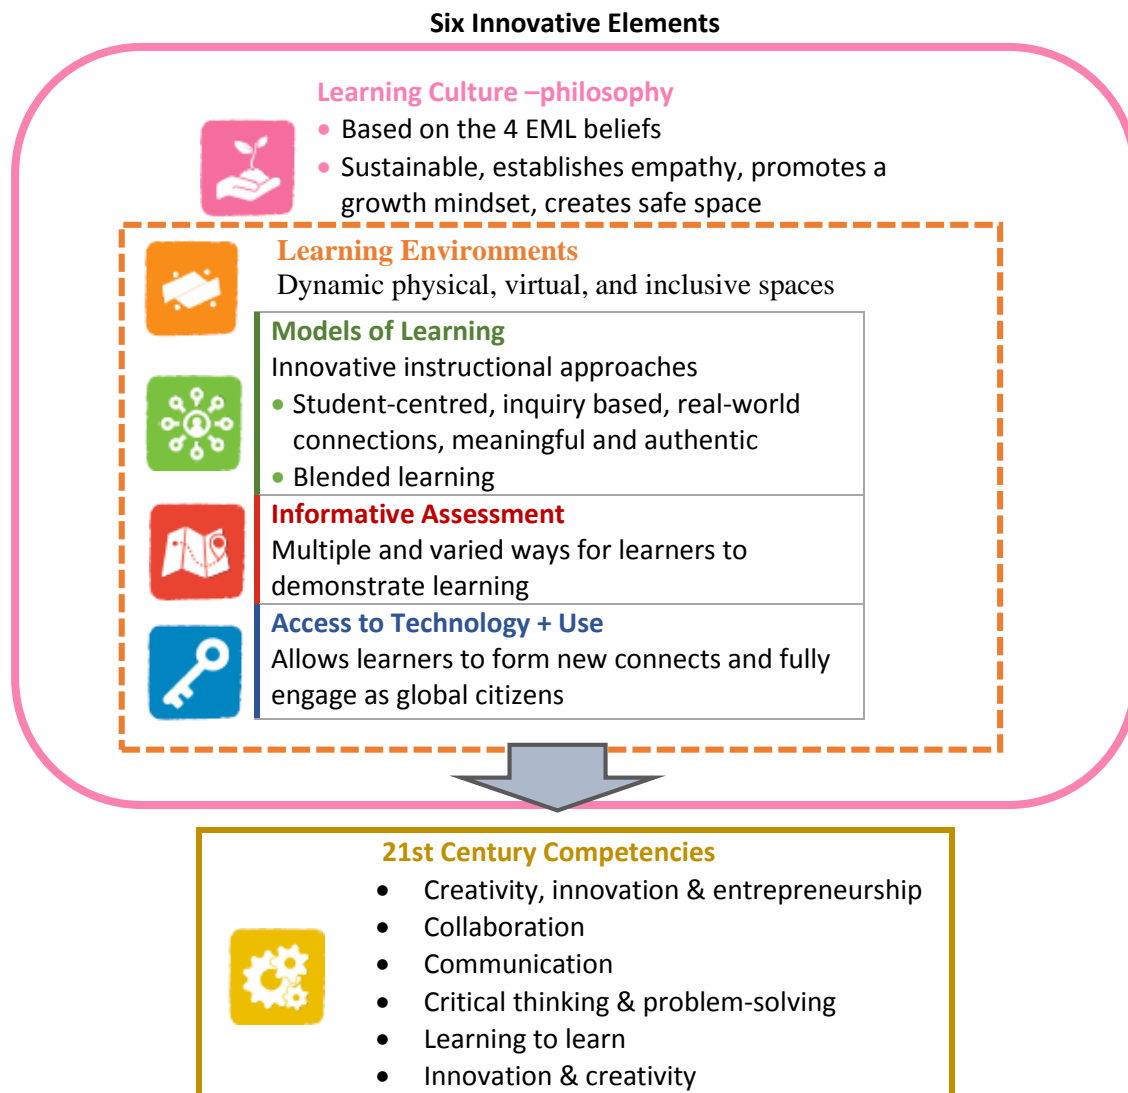 Six Innovative Elements
Learning Culture –philosophy
• Based on the 4 EML beliefs
• Sustainable, establishes empathy, promotes a
growth mindset, creates safe space
Learning Environments
Dynamic physical, virtual, and inclusive spaces
Models of Learning
Innovative instructional approaches
• Student-centred, inquiry based, real-world
connections, meaningful and authentic
• Blended learning
Informative Assessment
Multiple and varied ways for learners to
demonstrate learning
Access to Technology + Use
Allows learners to form new connects and fully
engage as global citizens
21st Century Competencies
• Creativity, innovation & entrepreneurship
• Collaboration
• Communication
• Critical thinking & problem-solving
• Learning to learn
• Innovation & creativity